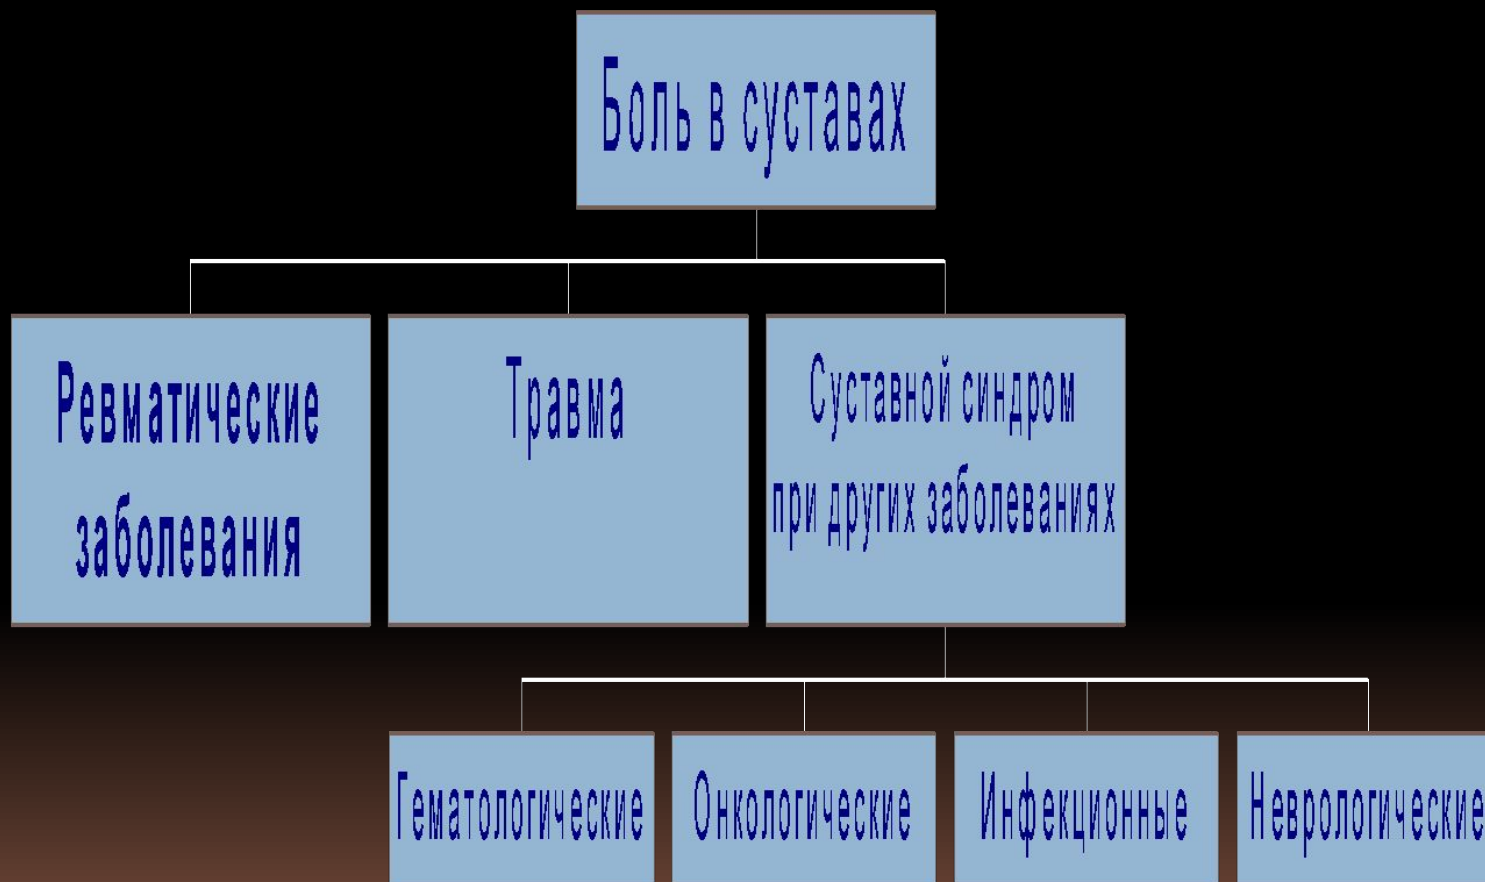 Боль в суставах
Ревматические
заболевания
Травма
Суставной синдром
при других заболеваниях
Гематологические
Онкологические
Инфекционные
Неврологические